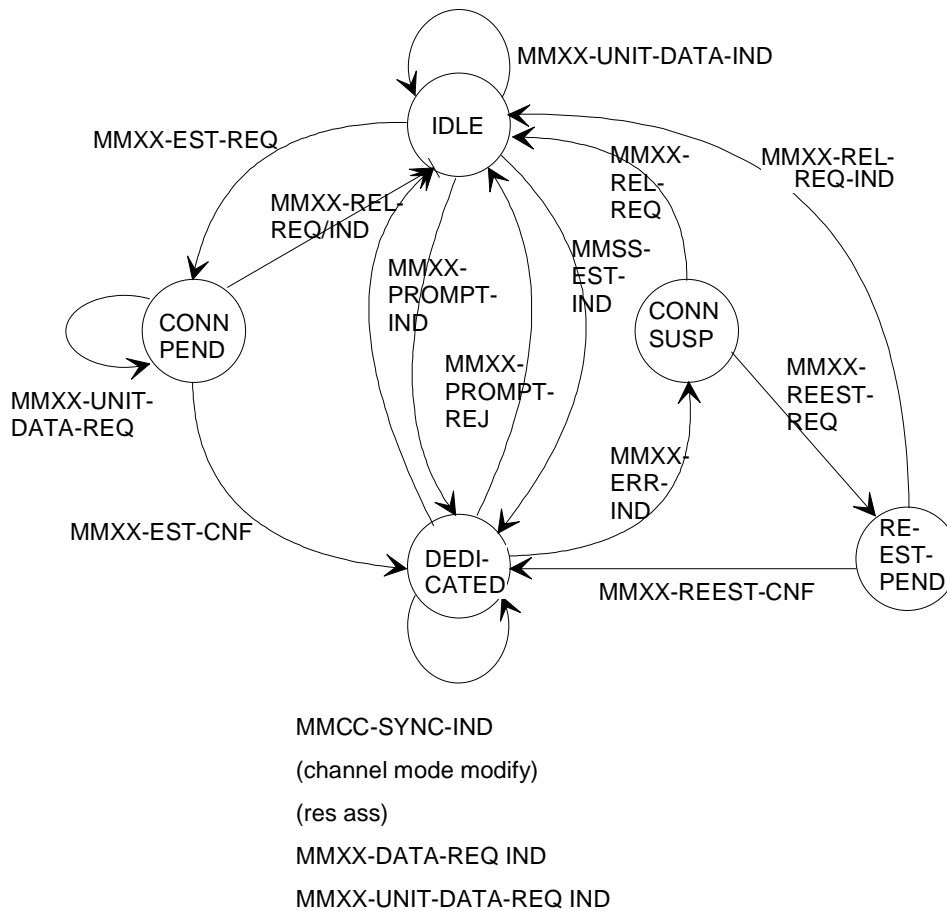 MMXX-UNIT-DATA-IND
IDLE
MMXX-EST-REQ
MMXX-
REL-
REQ
MMXX-REL-
REQ-IND
MMXX-REL-
REQ/IND
MMXX-
PROMPT-
IND
MMSS-
EST-
IND
CONN
PEND
CONN
SUSP
MMXX-
PROMPT-
REJ
MMXX-
REEST-
REQ
MMXX-UNIT-
DATA-REQ
MMXX-
ERR-
IND
MMXX-EST-CNF
DEDI-
CATED
RE-
EST-
PEND
MMXX-REEST-CNF
MMCC-SYNC-IND
(channel mode modify)
(res ass)
MMXX-DATA-REQ IND
MMXX-UNIT-DATA-REQ IND